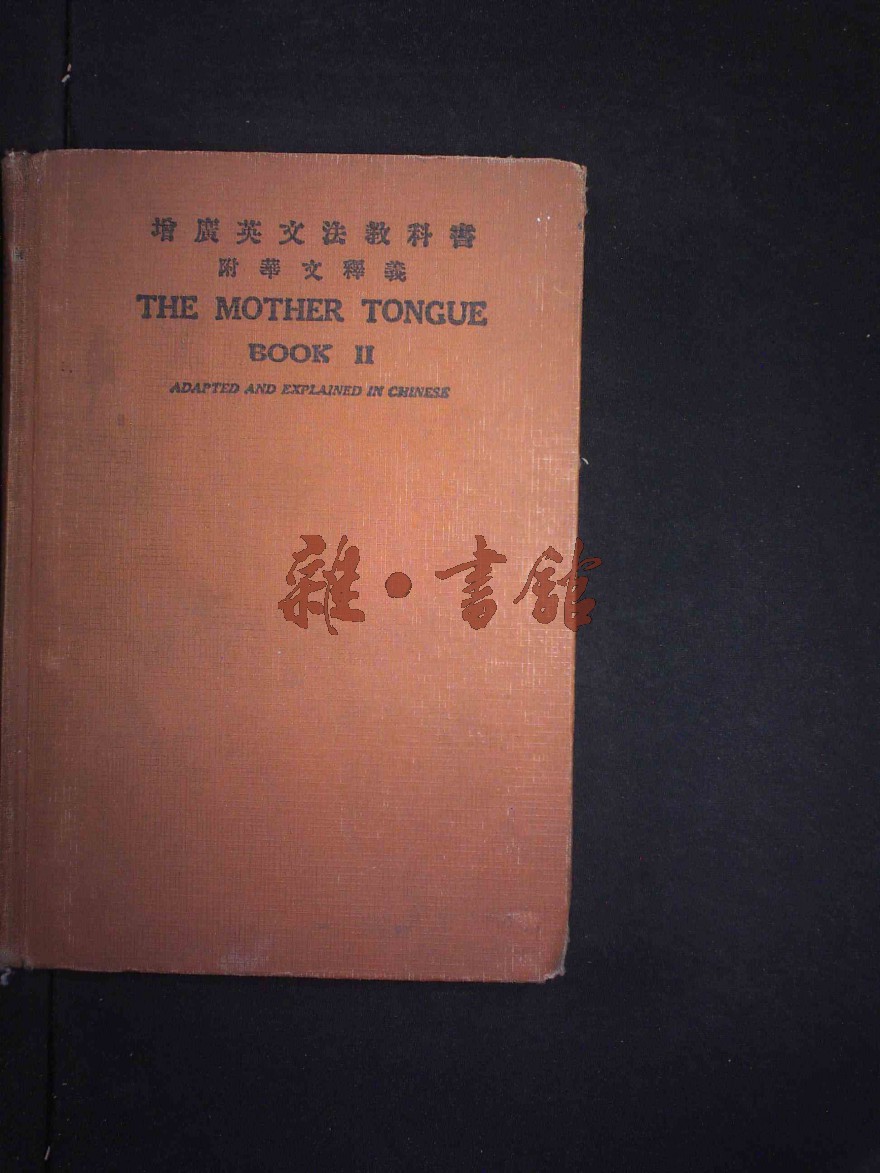 增廣英文法教科書
附華文釋義
THE MOTHER TONGUE
BOOK II
ADAPTED AND EXPLAINED IN CHINESE
雜·書館